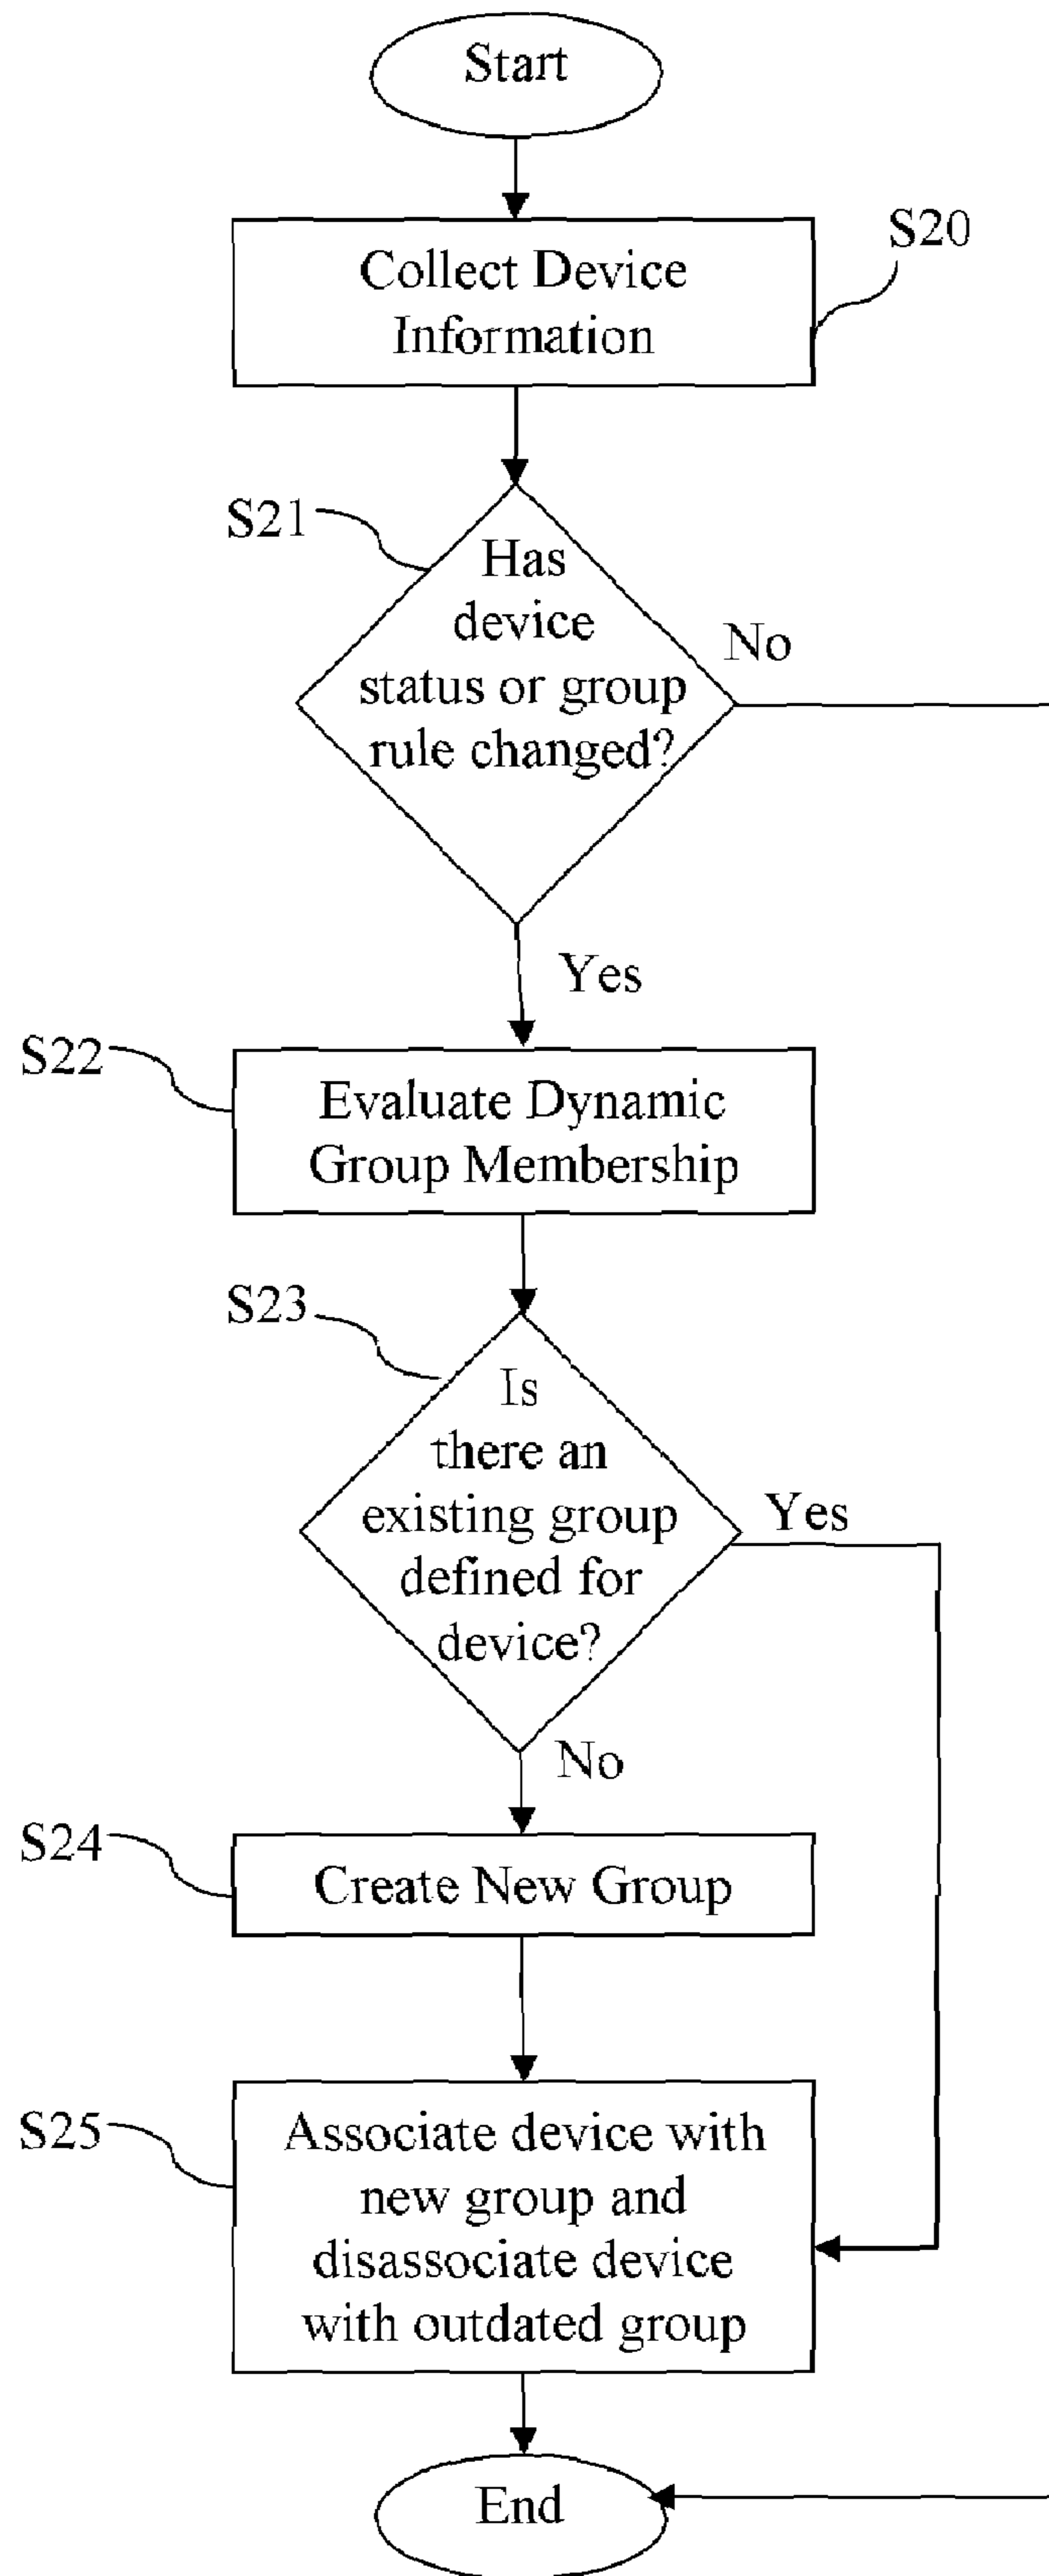 Start
S20
Collect Device
Information
S21
Has
device
status or group
rule changed?
No
Yes
S22
Evaluate Dynamic
Group Membership
S23
Is
there an
existing group
defined for
device?
Yes
No
S24
Create New Group
S25
Associate device with
new group and
disassociate device
with outdated group
End